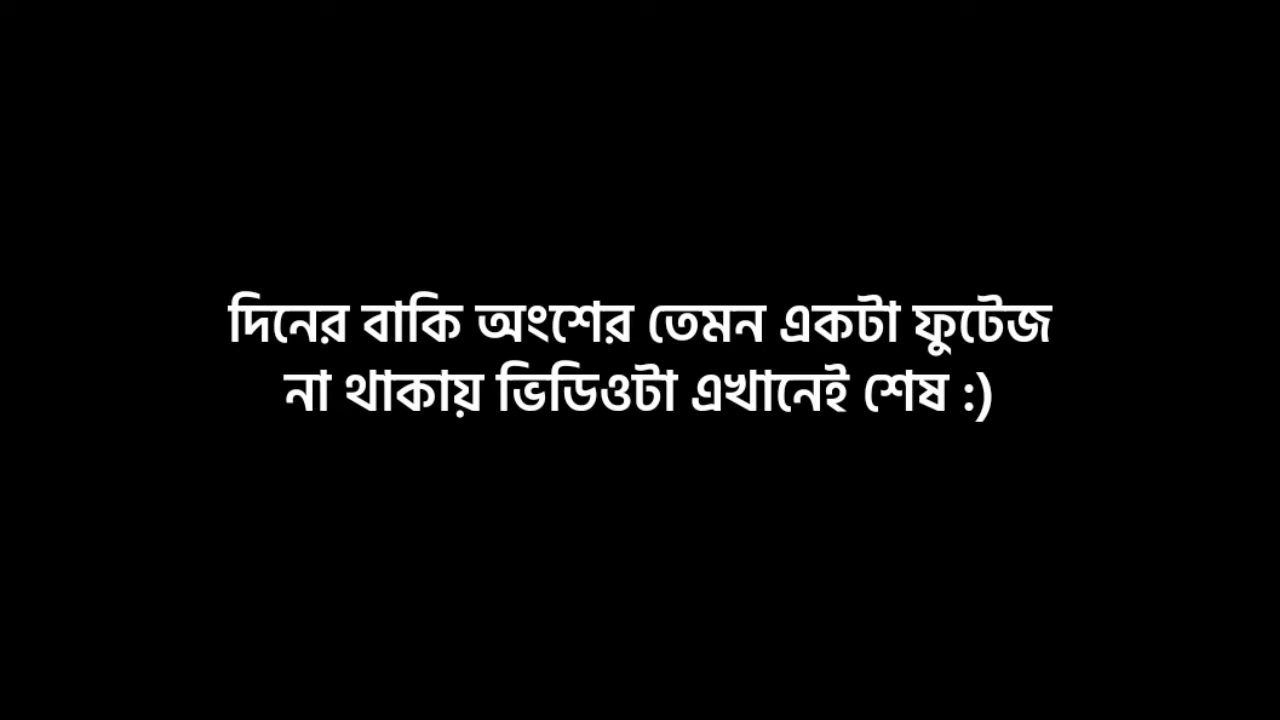 দিনের বাকি অংশের তেমন একটা ফুটেজ
না থাকায় ভিডিওটা এখানেই শেষ :)